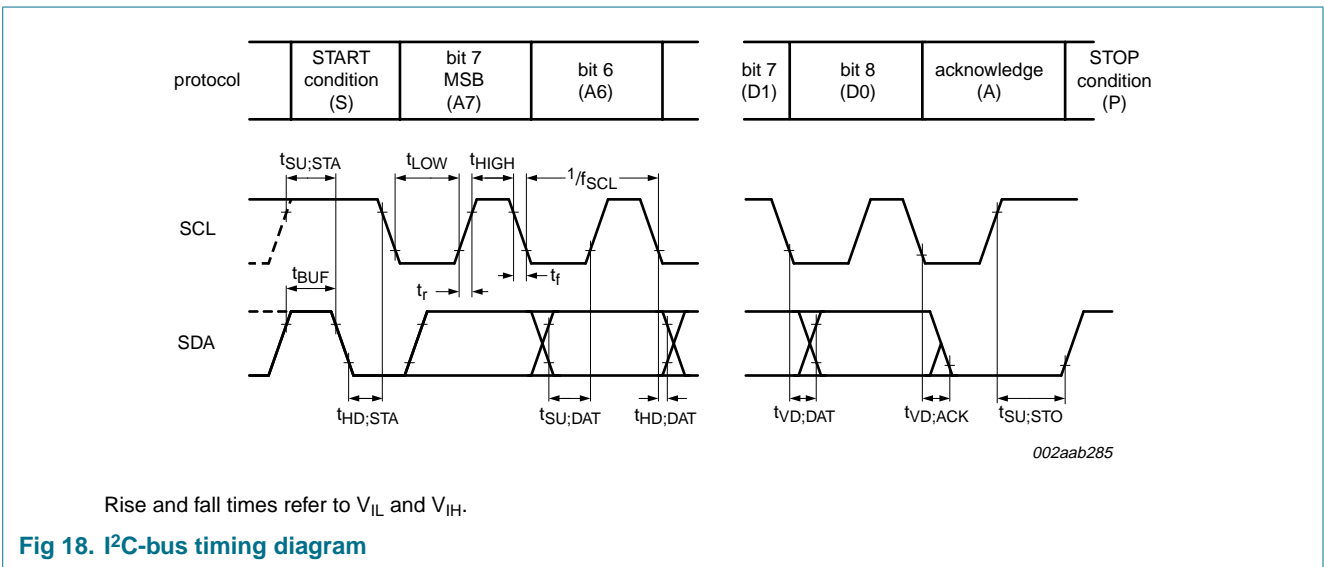 protocol
START
condition
(S)
bit 7
MSB
(A7)
bit 6
(A6)
bit 7
(D1)
bit 8
(D0)
acknowledge
(A)
STOP
condition
(P)
tSU;STA
tLOW
tHIGH
1/fSCL
SCL
tBUF
tr
tf
SDA
tHD;STA
tSU;DAT
tHD;DAT
tVD;DAT
tVD;ACK
tSU;STO
002aab285
Rise and fall times refer to VIL and VIH.
Fig 18. I²C-bus timing diagram